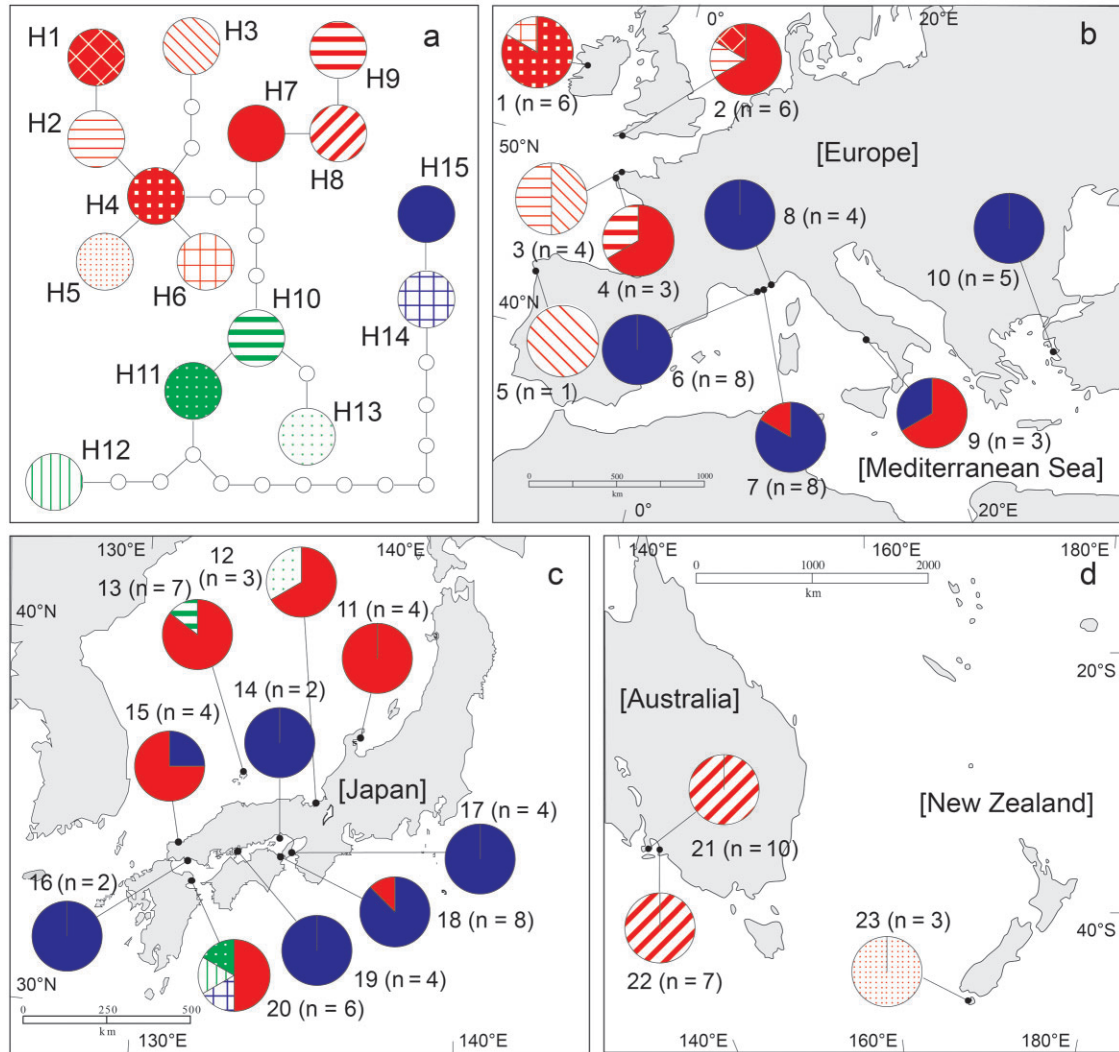 a
H1
H3
H9
H7
H2
H8
H15
H4
H5
H6
H14
H10
H11
H13
H12
0°
20°E
b
1 (n = 6)
2 (n = 6)
50°N
[Europe]
8 (n = 4)
3 (n = 4)
10 (n = 5)
4 (n = 3)
40°N
5 (n = 1)
6 (n = 8)
9 (n = 3)
[Mediterranean Sea]
7 (n = 8)
0 500 1000
km
0°
20°E
130°E
12
(n = 3)
140°E
c
13 (n = 7)
40°N
11 (n = 4)
14 (n = 2)
15 (n = 4)
[Japan]
17 (n = 4)
16 (n = 2)
18 (n = 8)
19 (n = 4)
30°N
20 (n = 6)
0 250 500
km
130°E
140°E
140°E
160°E
180°E
d
0 1000 2000
km
20°S
[Australia]
[New Zealand]
21 (n = 10)
23 (n = 3)
40°S
22 (n = 7)
140°E
160°E
180°E